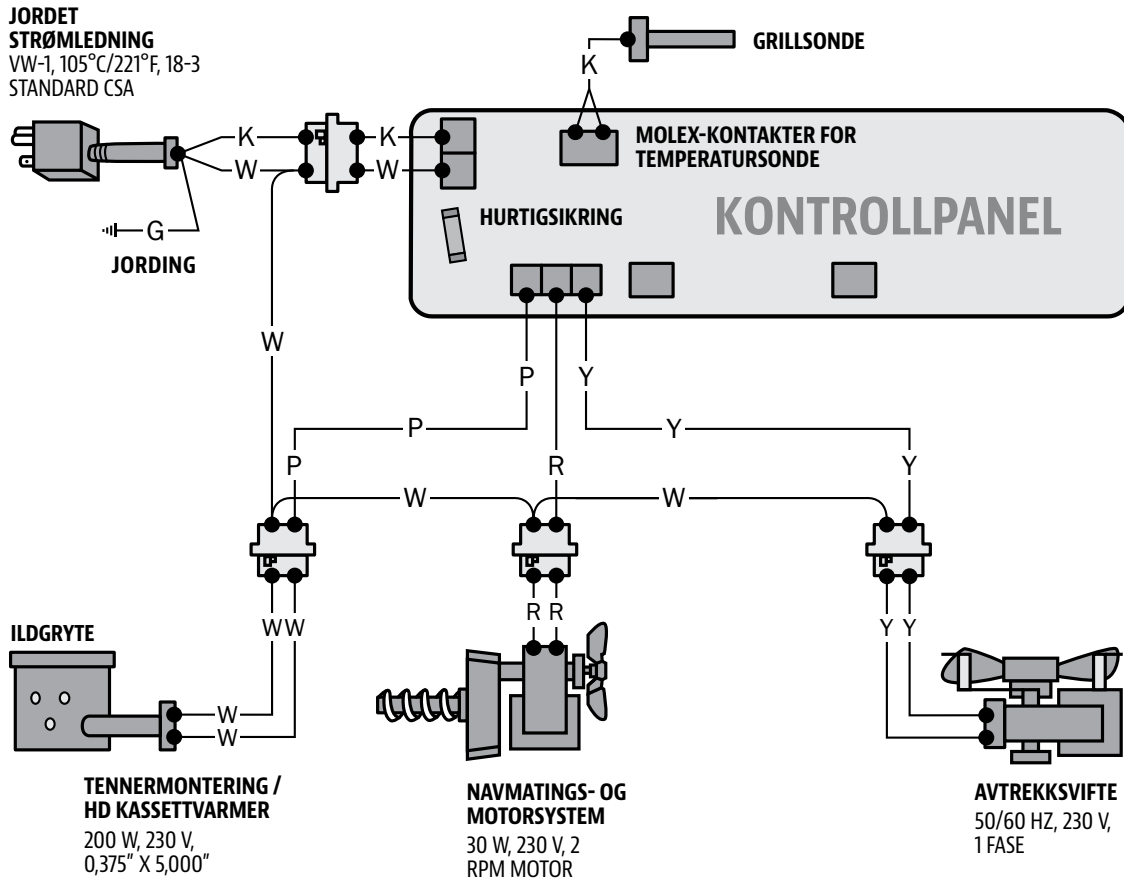 JORDET
STRØMLEDNING
VW-1, 105°C/221°F, 18-3
STANDARD CSA
GRILLSONDE
K
MOLEX-KONTAKTER FOR
TEMPERATURSONDE
K
K
W
W
HURTIGSIKRING
KONTROLLPANEL
G
JORDING
W
P
Y
P
Y
P
R
Y
W
W
W W
R R
Y Y
ILDGRYTE
W
W
TENNERMONTERING /
HD KASSETTVARMER
200 W, 230 V,
0,375” X 5,000”
NAVMATINGS- OG
MOTORSYSTEM
30 W, 230 V, 2
RPM MOTOR
AVTREKKSVIFTE
50/60 HZ, 230 V,
1 FASE